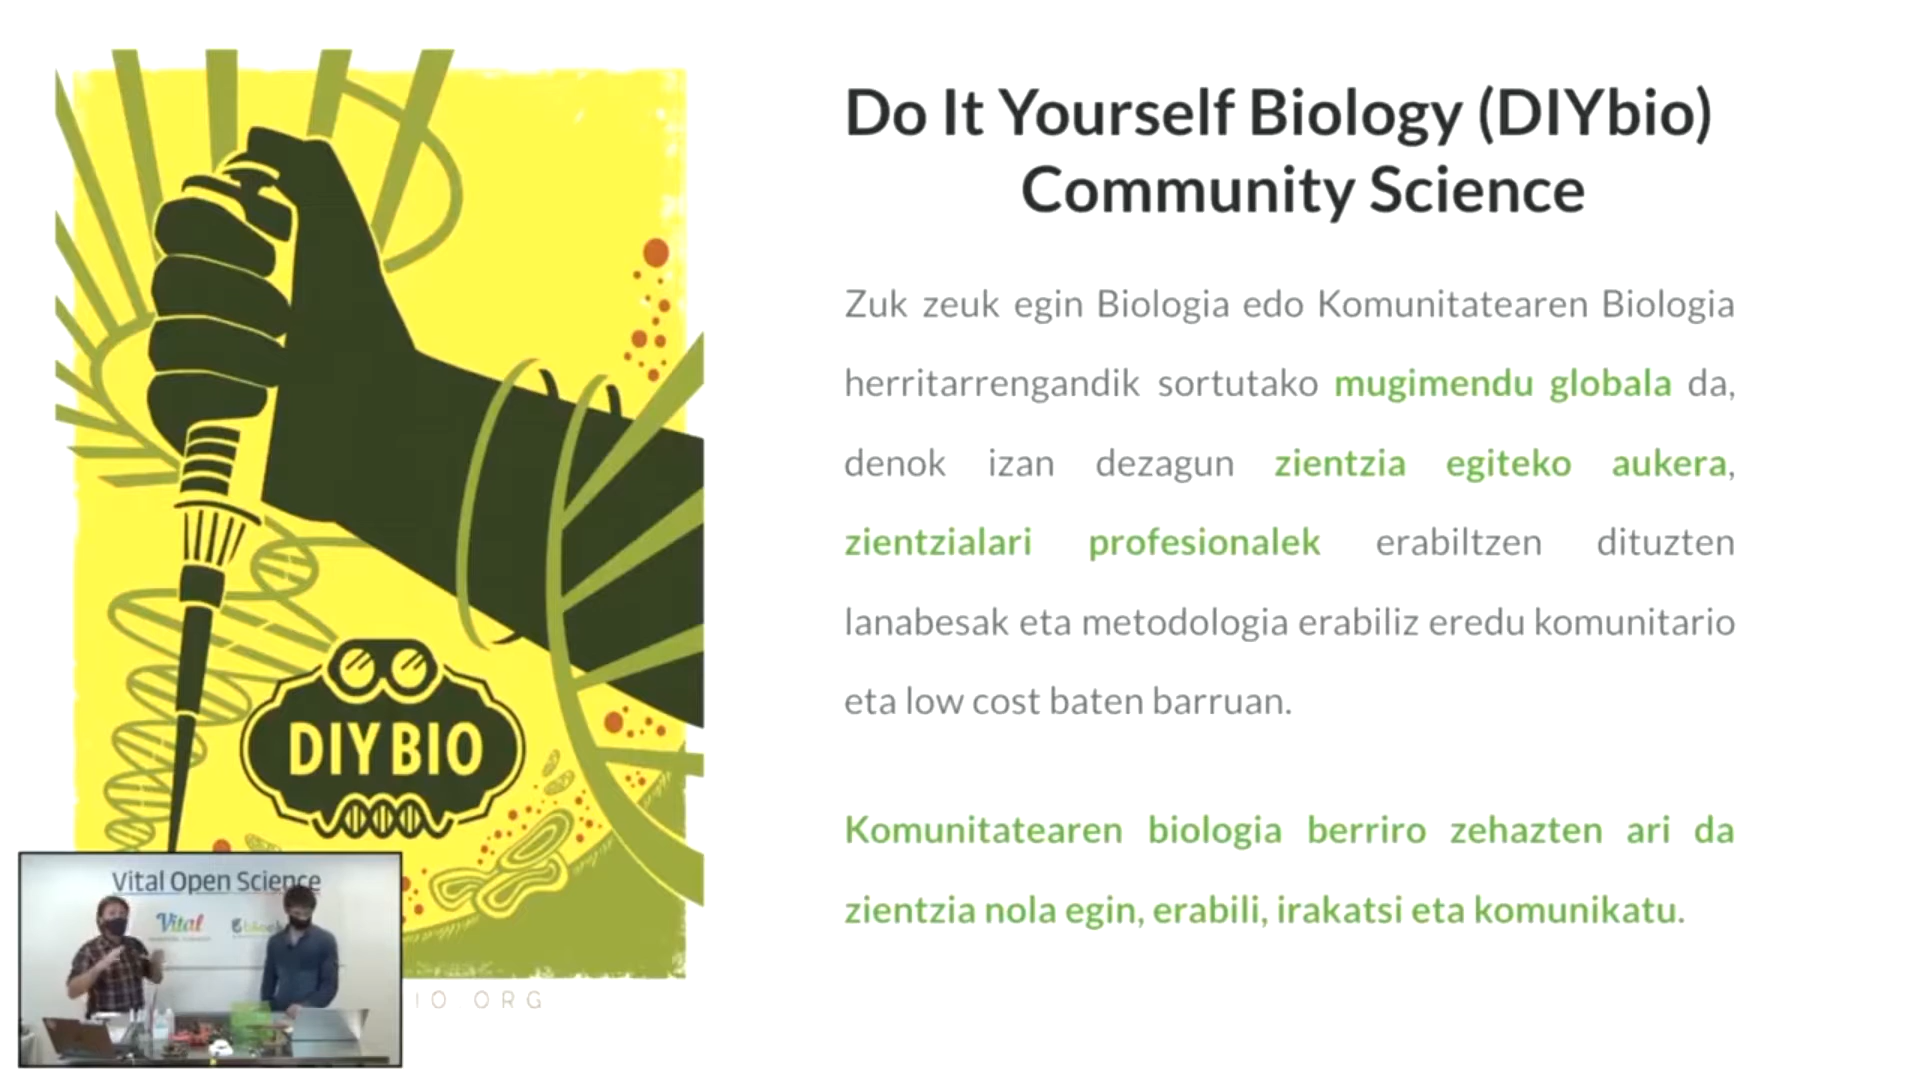 Do It Yourself Biology (DIYbio)
Community Science
Zuk zeuk egin Biologia edo Komunitatearen Biologia
herritarrengandik sortutako mugimendu globala da,
denok izan dezagun zientzia egiteko aukera,
zientzialari profesionalek erabiltzen dituzten
lanabesak eta metodologia erabiliz eredu komunitario
eta low cost baten barruan.
Komunitatearen biologia berriro zehazten ari da
zientzia nola egin, erabili, irakatsi eta komunikatu.
DIY BIO
IO ORG
Vital Open Science
Vital